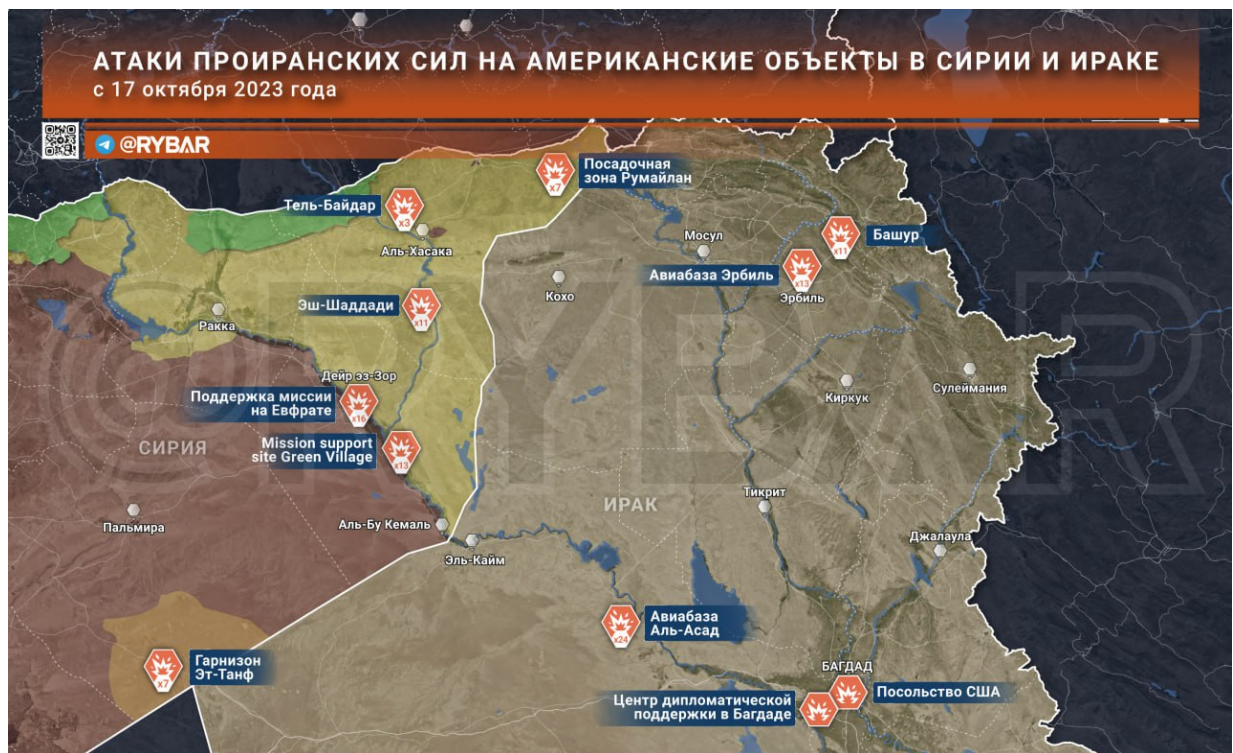 АТАКИ ПРОИРАНСКИХ СИЛ НА АМЕРИКАНСКИЕ ОБЪЕКТЫ В СИРИИ И ИРАКЕ
с 17 октября 2023 года
@RYBAR
Посадочная
зона Румайлан
x7
Тель-Байдар
x3
Аль-Хасака
Мосул
Башур
x11
Авиабаза Эрбиль
x13
Эрбиль
Кохо
Эш-Шаддади
x11
Ракка
Дейр эз-Зор
Сулеймания
Киркук
Поддержка миссии
на Евфрате
x16
Mission support
site Green Village
x13
СИРИЯ
ИРАК
Тикрит
Пальмира
Аль-Бу Кемаль
Эль-Кайм
Джалаула
Авиабаза
Аль-Асад
x24
Гарнизон
Эт-Танф
x7
БАГДАД
Посольство США
Центр дипломатической
поддержки в Багдаде
@RYBAR